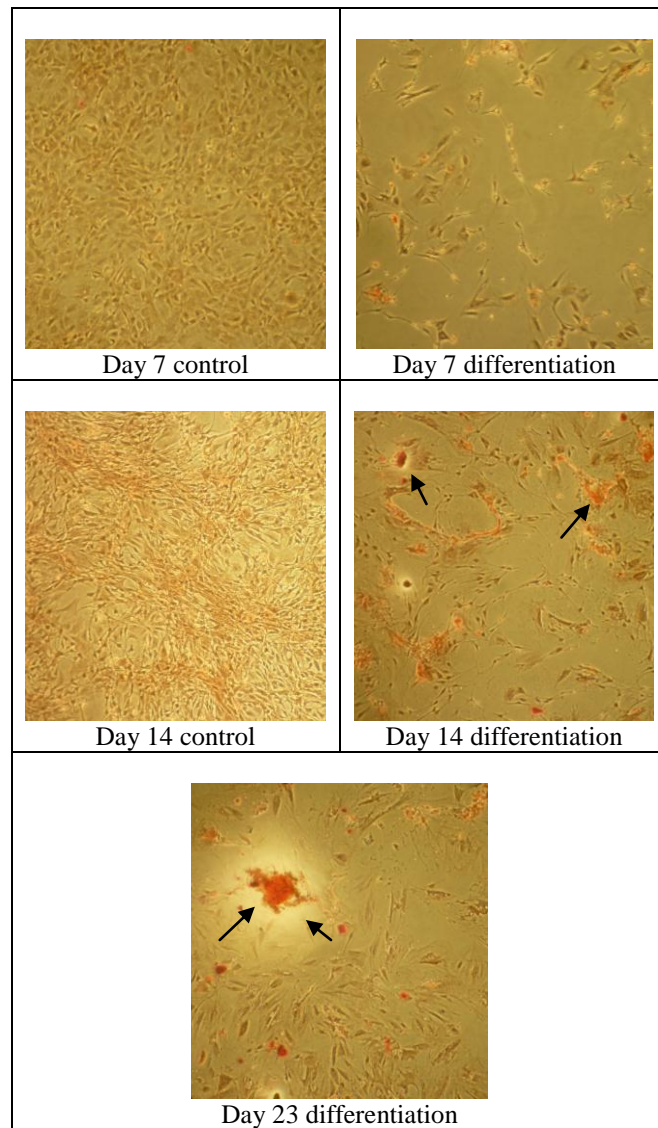 Day 7 control
Day 7 differentiation
Day 14 control
Day 14 differentiation
Day 23 differentiation